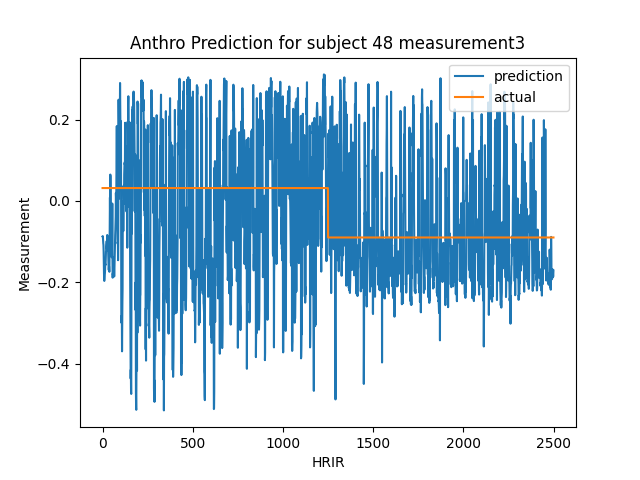 Anthro Prediction for subject 48 measurement3
prediction
actual
Measurement
0.2
0.0
−0.2
−0.4
0 500 1000 1500 2000 2500
HRIR